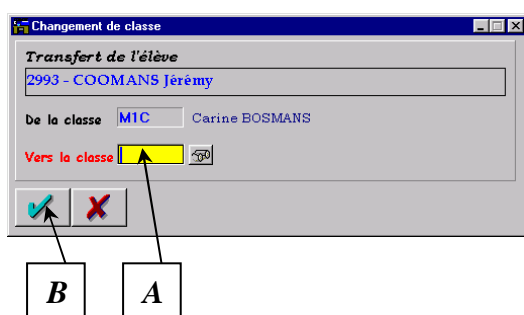 Changement de classe
Transfert de l'élève
2993 - COOMANS Jérémy
De la classe M1C Carine BOSMANS
Vers la classe
B A